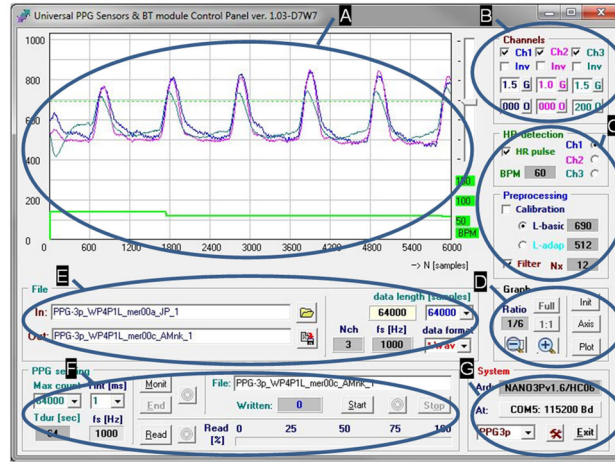 Universal PPG Sensors & BT module Control Panel ver. 1.03-D7W7
A
B
1000
800
700
600
500
400
200
0
0 600 1200 1800 2400 3000 3600 4200 4800 5400 6000
--> N [samples]
150
100
50
BPM
Channels
Ch1 Ch2 Ch3
Inv Inv Inv
1.5 G 1.0 G 1.5 G
000 O 000 O 200 O
HR detection
C
HR pulse
Ch1
Ch2
BPM 60 Ch3
Preprocessing
Calibration
L-basic 690
L-adap 512
Filter Nx 12
D
Graph
Ratio Full Init
1/6 1:1 Axis
Plot
E
File
In: PPG-3p_WP4P1L_mer00a_JP_1
Out: PPG-3p_WP4P1L_mer00c_AMnk_1
data length [samples]
64000 64000
Nch fs [Hz] data format
3 1000 *.wav
F
PPG sensing
Max count Tint [ms]
64000 1
Tdur [sec] fs [Hz]
64 1000
Monit
End
Read
File: PPG-3p_WP4P1L_mer00c_AMnk_1
Written: 0 Start Stop
Read [%] 0 25 50 75 100
G
System
Ard: NANO3Pv1.6/HC06
At: COM5: 115200 Bd
PPG3p Exit